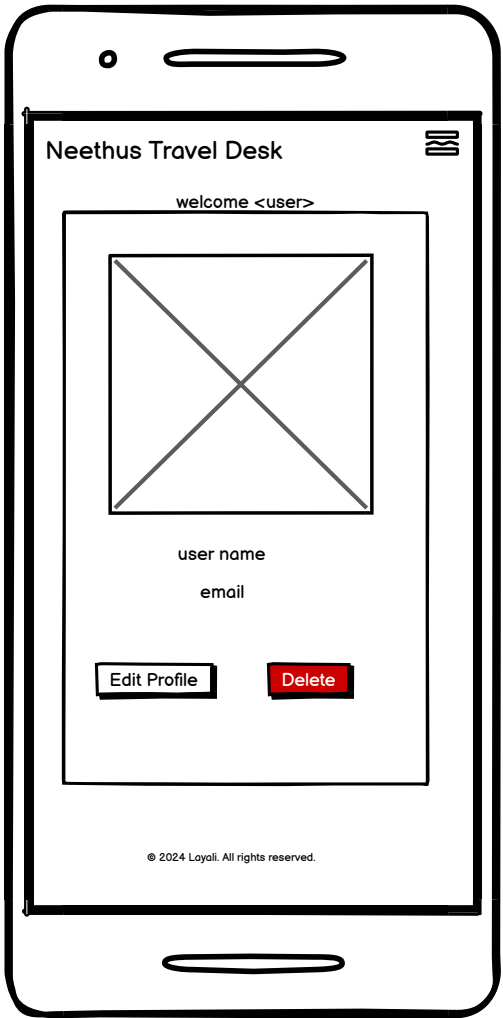 Neethus Travel Desk
welcome <user>
user name
email
Edit Profile Delete
© 2024 Layali. All rights reserved.